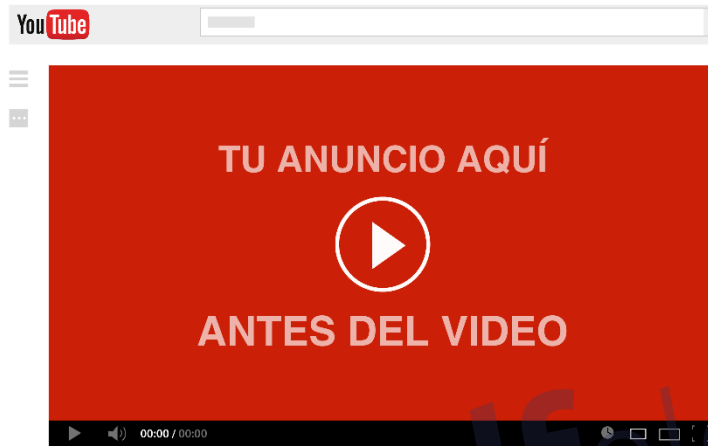 YouTube
TU ANUNCIO AQUÍ
ANTES DEL VIDEO
00:00 / 00:00